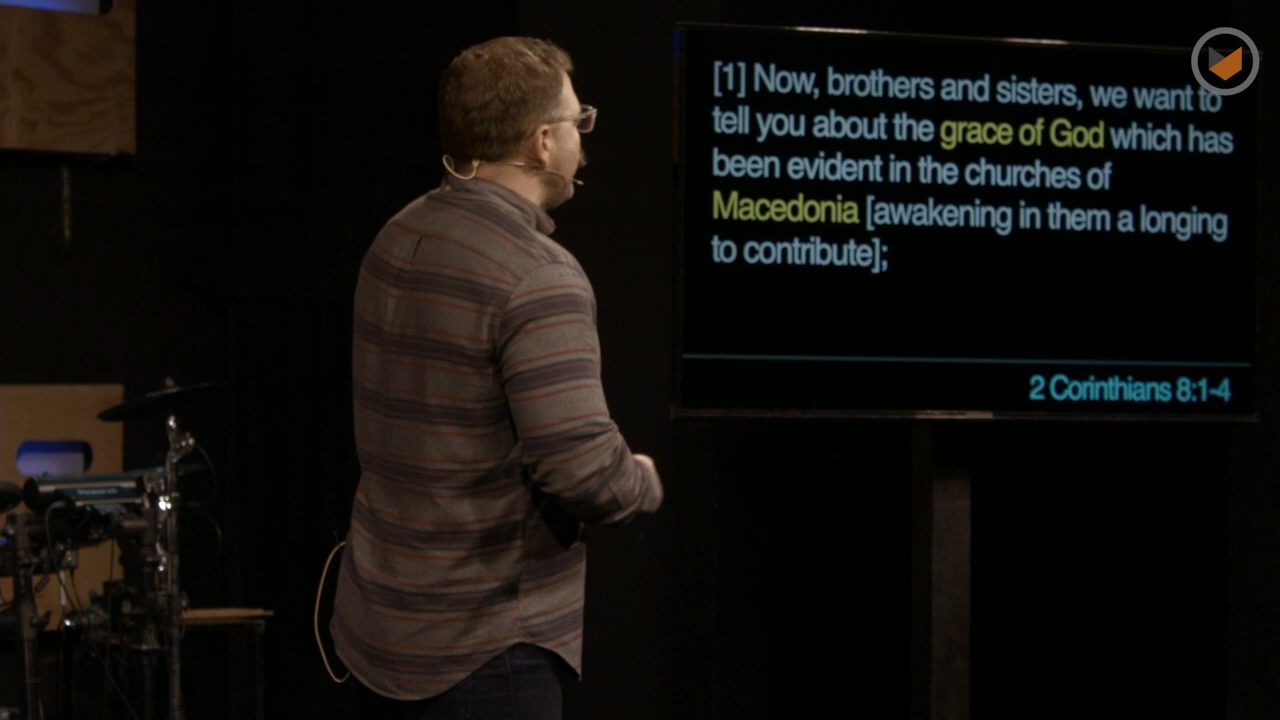 [1] Now, brothers and sisters, we want to
tell you about the grace of God which has
been evident in the churches of
Macedonia [awakening in them a longing
to contribute];
2 Corinthians 8:1-4